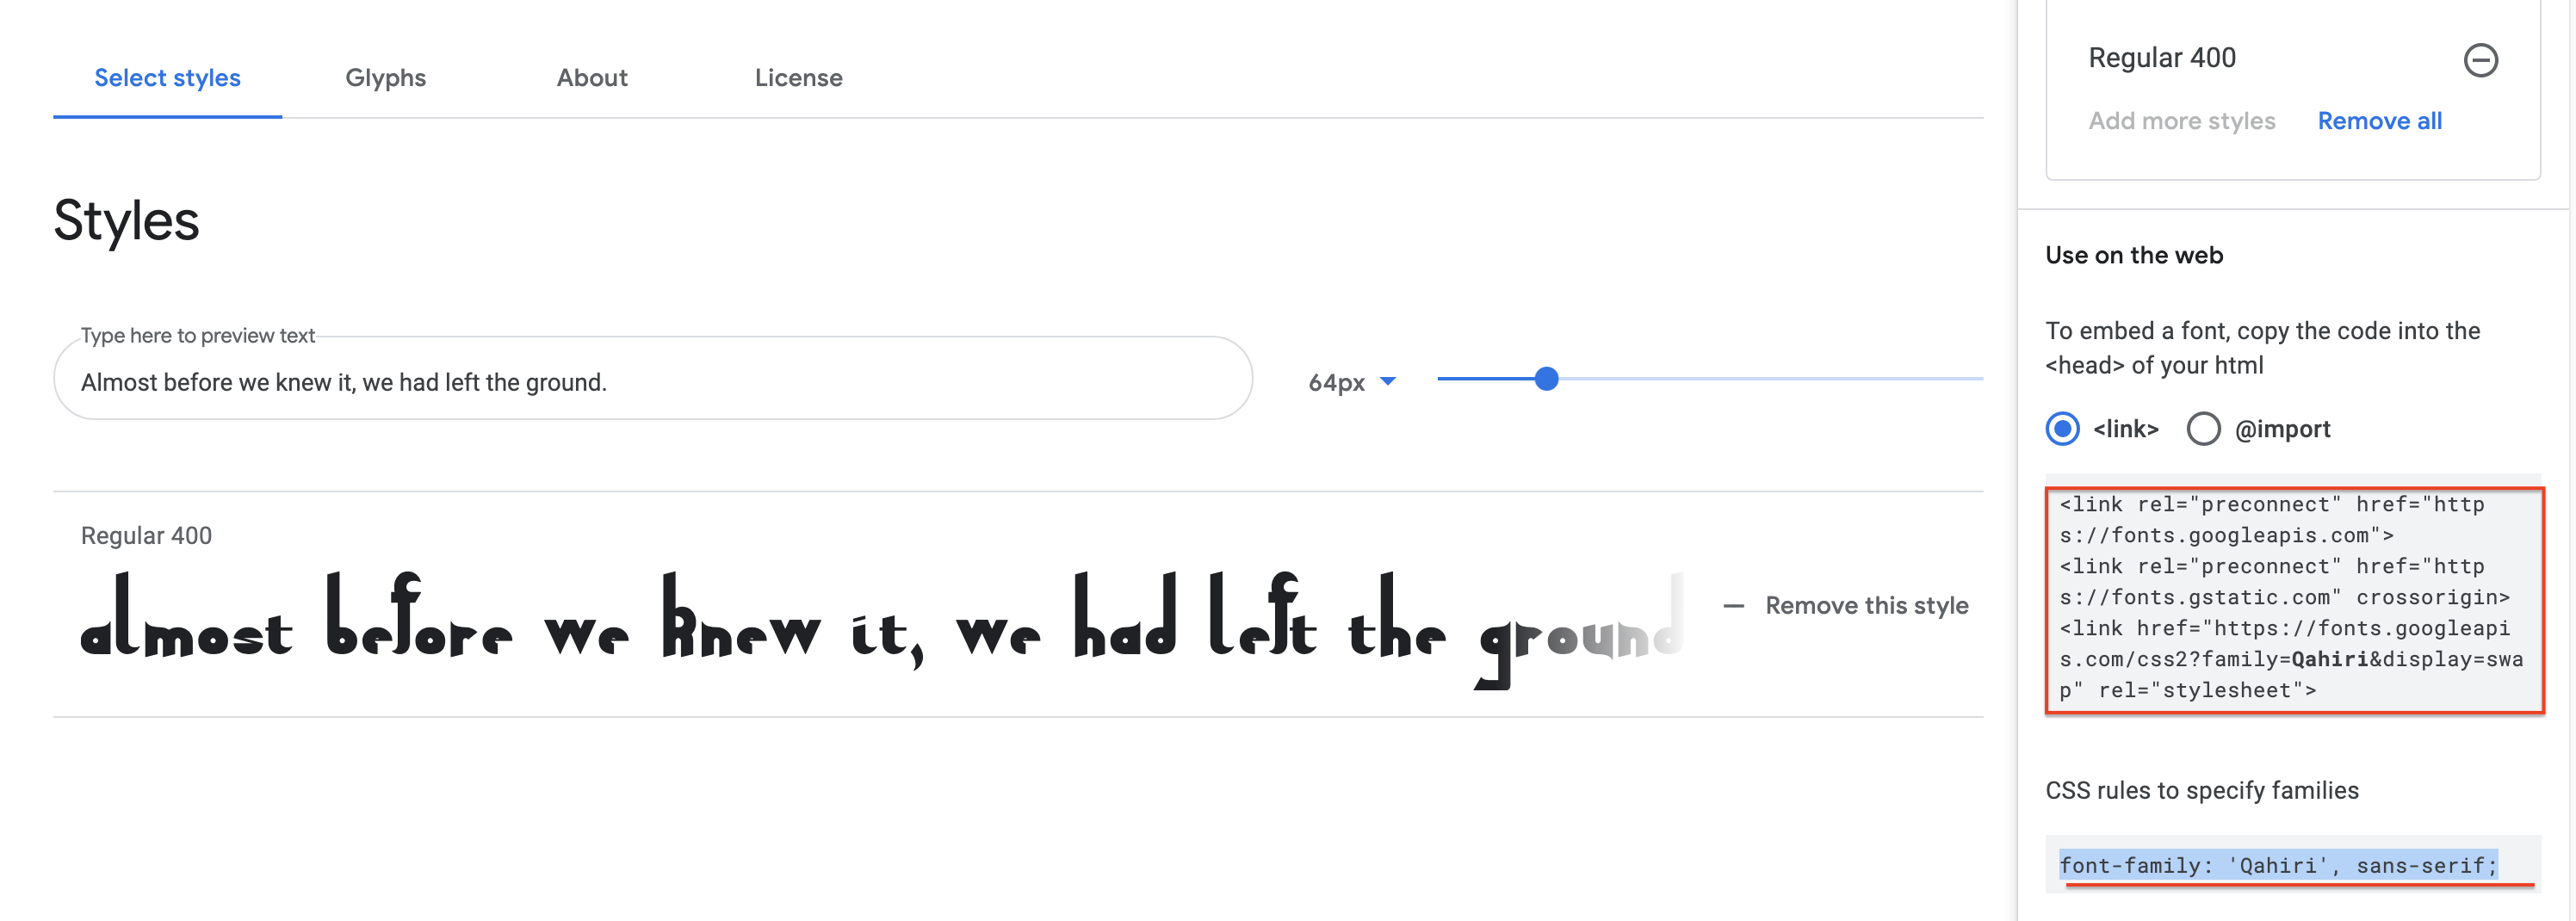 Select styles
Glyphs
About
License
Styles
Type here to preview text
Almost before we knew it, we had left the ground.
64px
Regular 400
almost before we knew it, we had left the ground
Remove this style
Regular 400
Add more styles
Remove all
Use on the web
To embed a font, copy the code into the
<head> of your html
<link>
@import
<link rel="preconnect" href="http
s://fonts.googleapis.com">
<link rel="preconnect" href="http
s://fonts.gstatic.com" crossorigin>
<link href="https://fonts.googleapi
s.com/css2?family=Qahiri&display=swa
p" rel="stylesheet">
CSS rules to specify families
font-family: 'Qahiri', sans-serif;